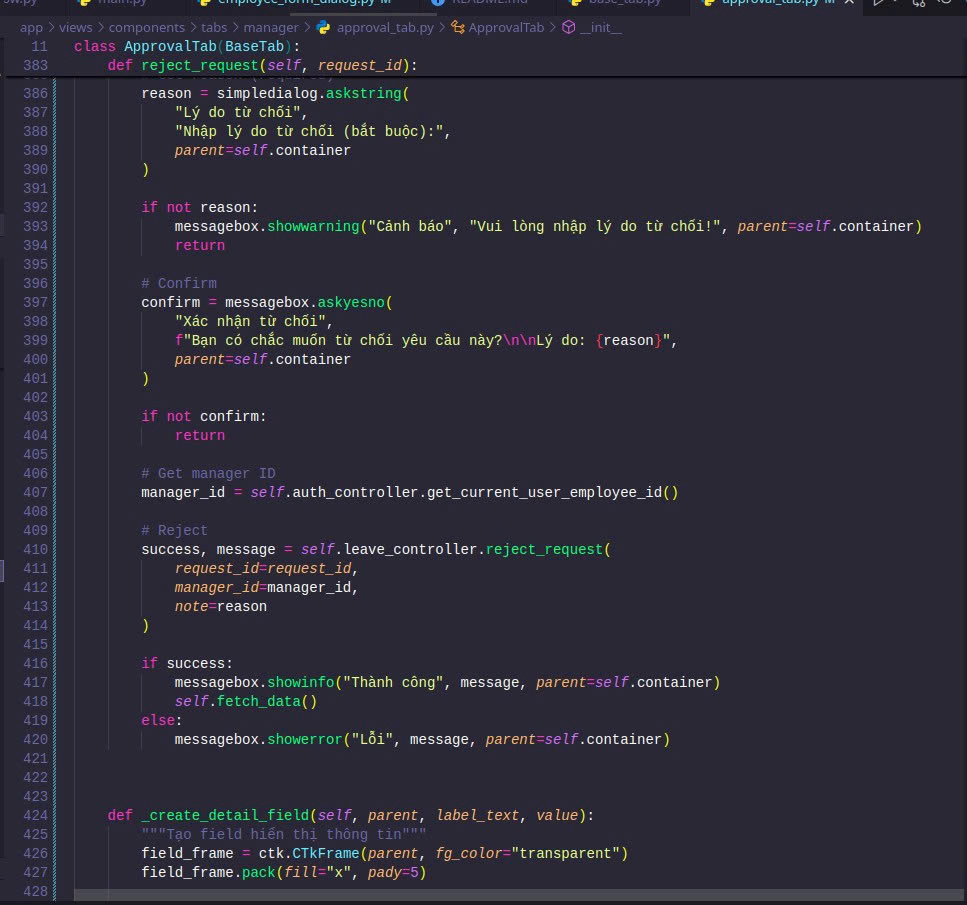 main.py
employee_form_dialog.py M
README.md
base_tab.py
approval_tab.py M
app > views > components > tabs > manager > approval_tab.py > ApprovalTab > __init__
11 class ApprovalTab(BaseTab):
383 def reject_request(self, request_id):
386 reason = simpledialog.askstring(
387 "Lý do từ chối",
388 "Nhập lý do từ chối (bắt buộc):",
389 parent=self.container
390 )
391
392 if not reason:
393 messagebox.showwarning("Cảnh báo", "Vui lòng nhập lý do từ chối!", parent=self.container)
394 return
395
396 # Confirm
397 confirm = messagebox.askyesno(
398 "Xác nhận từ chối",
399 f"Bạn có chắc muốn từ chối yêu cầu này?\n\nLý do: {reason}",
400 parent=self.container
401 )
402
403 if not confirm:
404 return
405
406 # Get manager ID
407 manager_id = self.auth_controller.get_current_user_employee_id()
408
409 # Reject
410 success, message = self.leave_controller.reject_request(
411 request_id=request_id,
412 manager_id=manager_id,
413 note=reason
414 )
415
416 if success:
417 messagebox.showinfo("Thành công", message, parent=self.container)
418 self.fetch_data()
419 else:
420 messagebox.showerror("Lỗi", message, parent=self.container)
421
422
423
424 def _create_detail_field(self, parent, label_text, value):
425 """Tạo field hiển thị thông tin"""
426 field_frame = ctk.CTkFrame(parent, fg_color="transparent")
427 field_frame.pack(fill="x", pady=5)
428